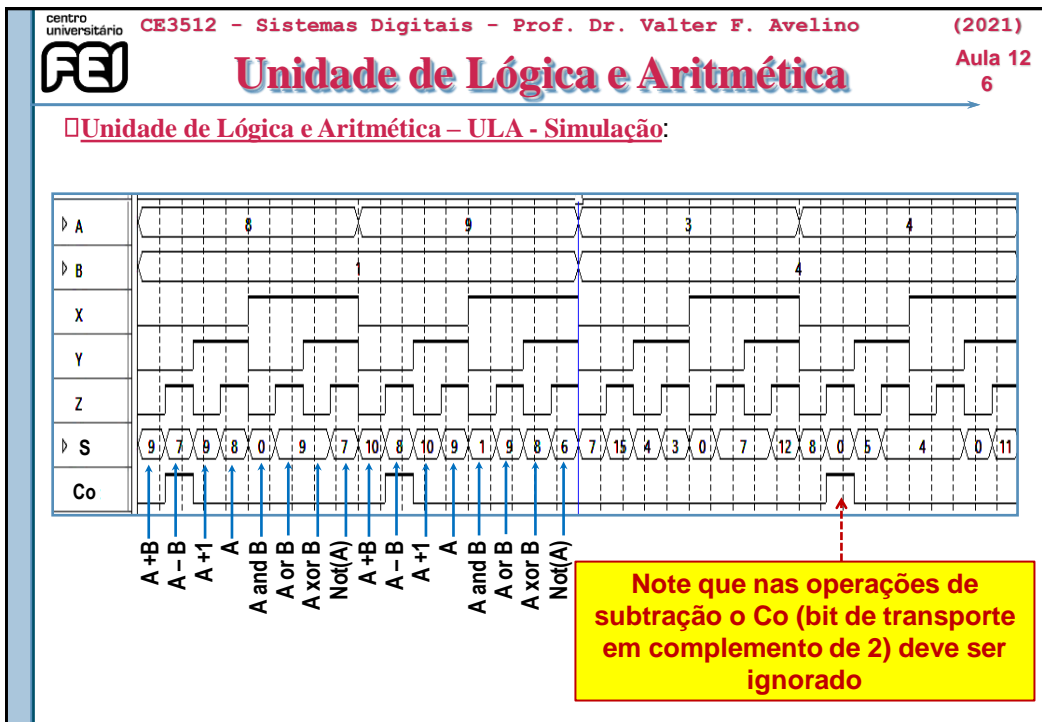 centro
universitário
FEI
CE3512 - Sistemas Digitais - Prof. Dr. Valter F. Avelino
(2021)
Unidade de Lógica e Aritmética
Aula 12
6
Unidade de Lógica e Aritmética – ULA - Simulação:
A 8 9 3 4
B 1 4
X
Y
Z
S 9 7 9 8 0 9 7 10 8 10 9 1 9 8 6 7 15 4 3 0 7 12 8 0 5 4 0 11
Co
A +B
A – B
A +1
A
A and B
A or B
A xor B
Not(A)
A +B
A – B
A +1
A
A and B
A or B
A xor B
Not(A)
Note que nas operações de
subtração o Co (bit de transporte
em complemento de 2) deve ser
ignorado